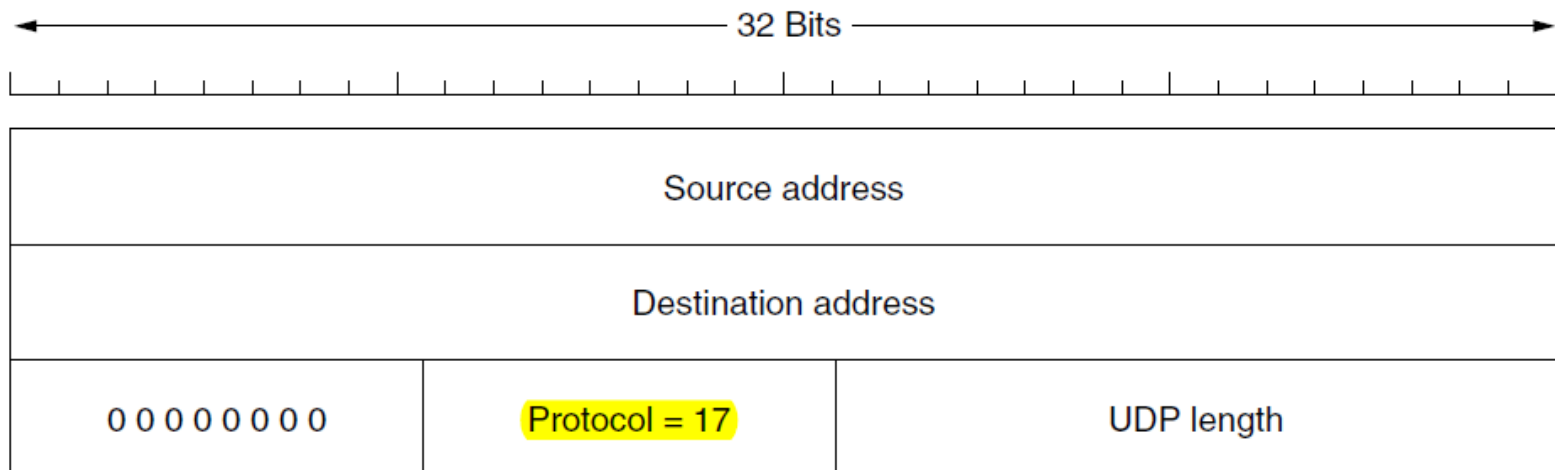 32 Bits
Source address
Destination address
0 0 0 0 0 0 0 0 Protocol = 17 UDP length